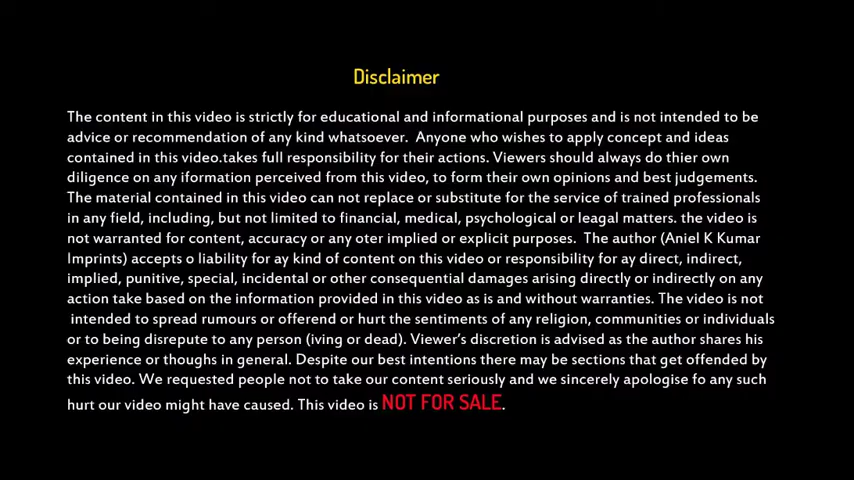 Disclaimer
The content in this video is strictly for educational and informational purposes and is not intended to be
advice or recommendation of any kind whatsoever. Anyone who wishes to apply concept and ideas
contained in this video.takes full responsibility for their actions. Viewers should always do thier own
diligence on any iformation perceived from this video, to form their own opinions and best judgements.
The material contained in this video can not replace or substitute for the service of trained professionals
in any field, including, but not limited to financial, medical, psychological or leagal matters. the video is
not warranted for content, accuracy or any oter implied or explicit purposes. The author (Aniel K Kumar
Imprints) accepts o liability for ay kind of content on this video or responsibility for ay direct, indirect,
implied, punitive, special, incidental or other consequential damages arising directly or indirectly on any
action take based on the information provided in this video as is and without warranties. The video is not
intended to spread rumours or offerend or hurt the sentiments of any religion, communities or individuals
or to being disrepute to any person (iving or dead). Viewer's discretion is advised as the author shares his
experience or thoughs in general. Despite our best intentions there may be sections that get offended by
this video. We requested people not to take our content seriously and we sincerely apologise fo any such
hurt our video might have caused. This video is NOT FOR SALE.